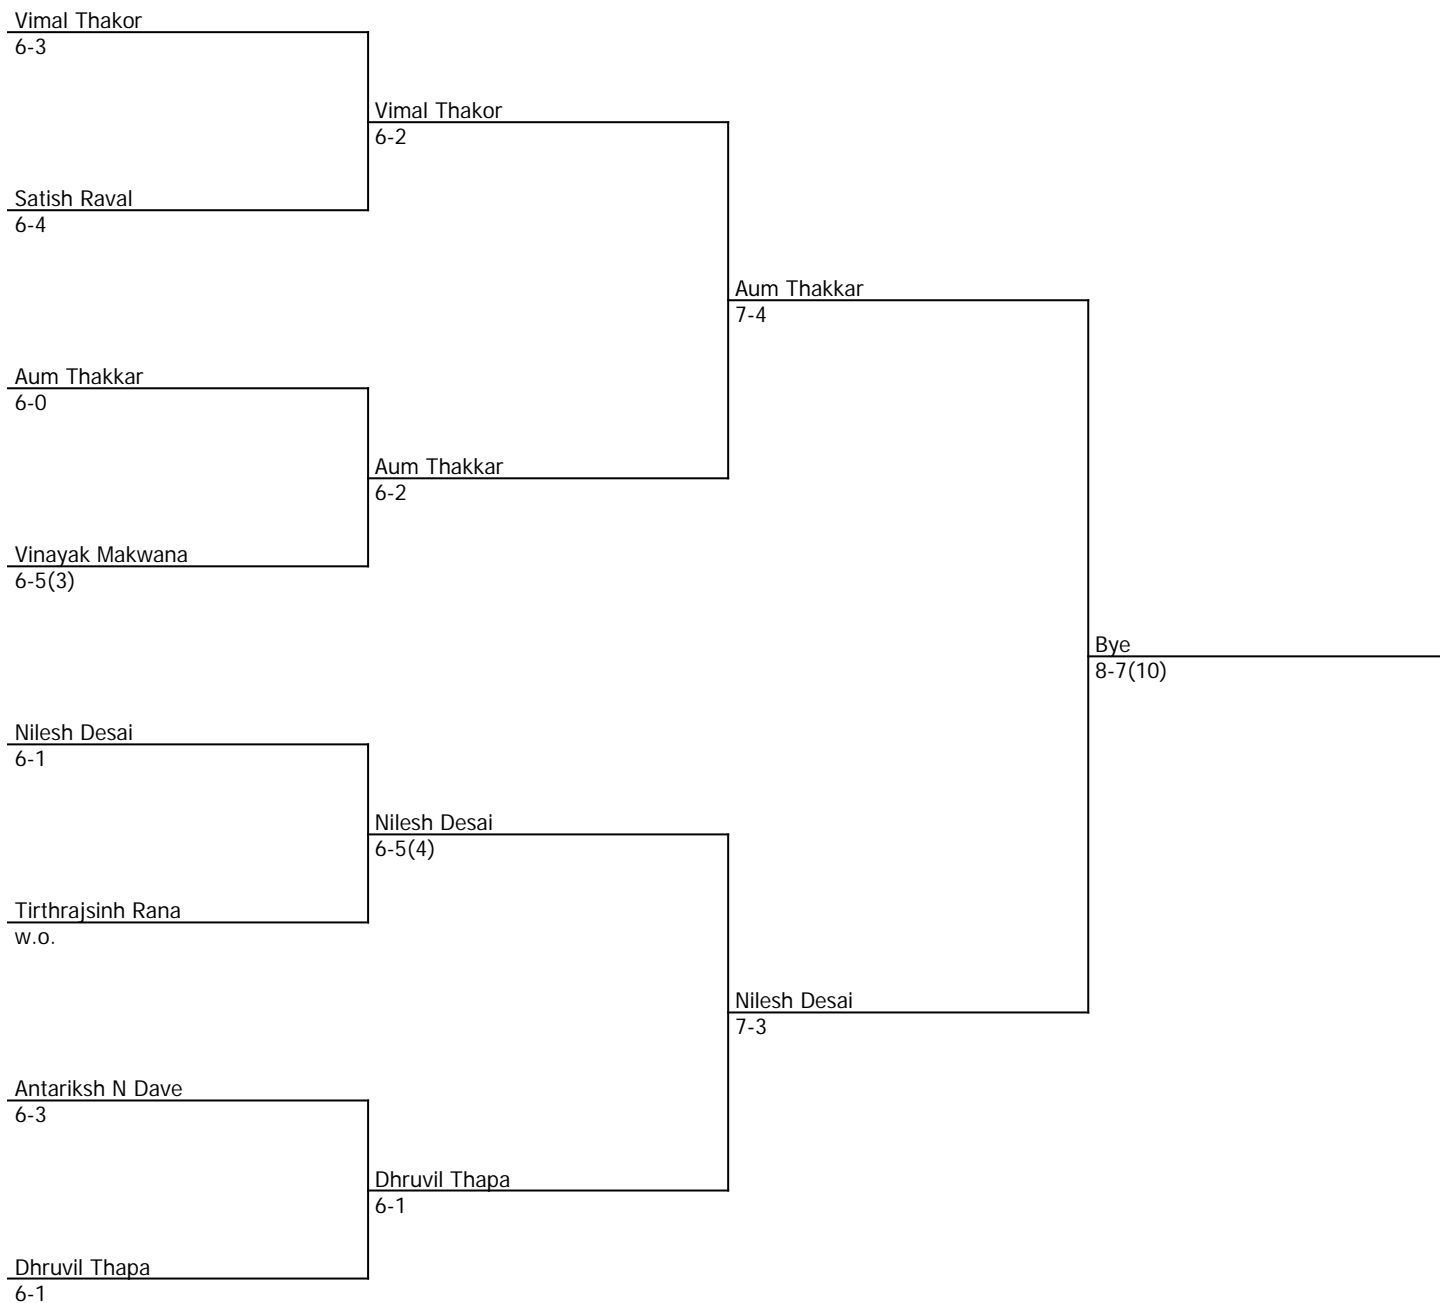 Vimal Thakor
6-3
Vimal Thakor
6-2
Satish Raval
6-4
Aum Thakkar
7-4
Aum Thakkar
6-0
Aum Thakkar
6-2
Vinayak Makwana
6-5(3)
Bye
8-7(10)
Nilesh Desai
6-1
Nilesh Desai
6-5(4)
Tirthrajsinh Rana
w.o.
Nilesh Desai
7-3
Antariksh N Dave
6-3
Dhruvil Thapa
6-1
Dhruvil Thapa
6-1